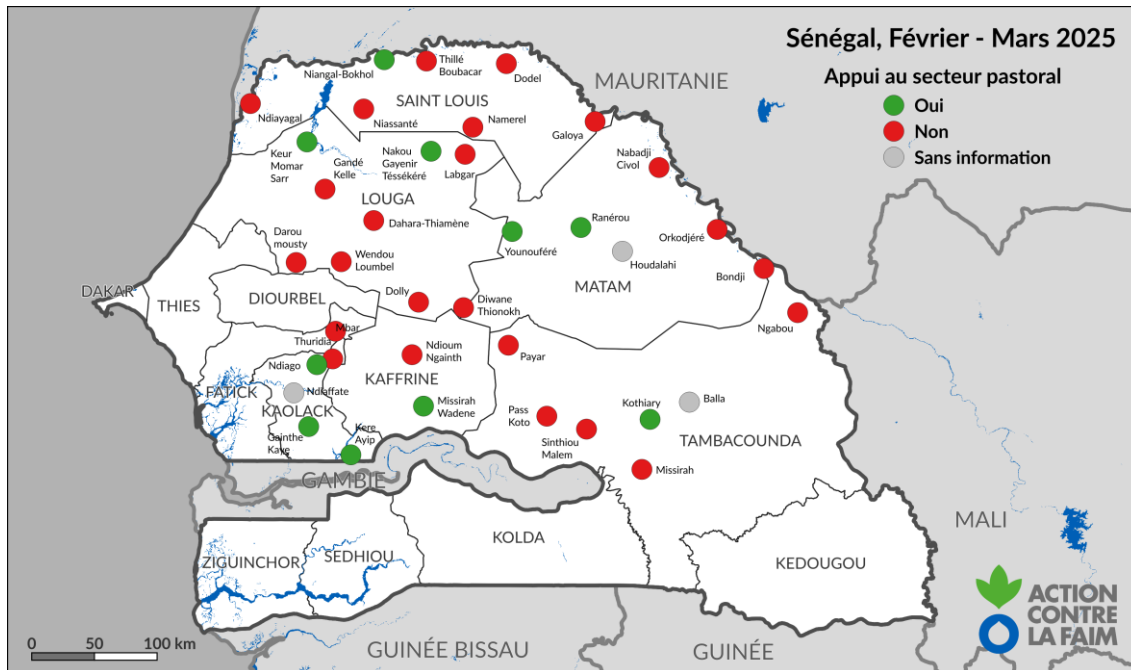 Sénégal, Février - Mars 2025
Appui au secteur pastoral
Oui
Non
Sans information
MAURITANIE
Niangal-Bokhol
Thillé
Boubacar
Dodel
SAINT LOUIS
Ndiayagal
Niassanté
Namerel
Galoya
Keur
Momar
Sarr
Gandé
Kelle
Nakou
Gayenir
Téssékéré
Labgar
Nabadji
Civol
LOUGA
Dahara-Thiamène
Ranérou
Younouféré
Orkodjéré
Darou
mousty
Wendou
Loumbel
Houdalahi
Bondji
MATAM
DAKAR
THIES
DIOURBEL
Dolly
Diwane
Thionokh
Ngabou
Mbar
Thuridia
Ndiago
Ndioum
Ngainth
Payar
KAFFRINE
FATICK
Ndiaffate
KAOLACK
Missirah
Wadene
Pass
Koto
Kothiary
Balla
Gainthe
Kaye
Kere
Ayip
Sinthiou
Malem
TAMBACOUNDA
Missirah
GAMBIE
MALI
KOLDA
ZIGUINCHOR
SEDHIOU
KEDOUGOU
ACTION
CONTRE
LA FAIM
0 50 100 km
GUINÉE BISSAU
GUINÉE